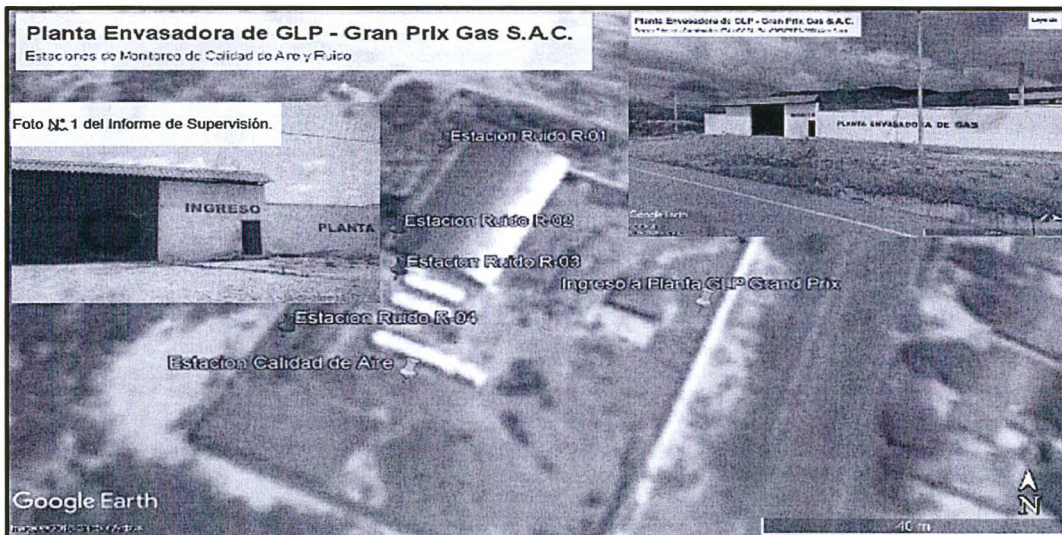 Planta Envasadora de GLP - Gran Prix Gas S.A.C.
Estaciones de Monitoreo de Calidad de Aire y Ruido
Planta Envasadora de GLP - Gran Prix Gas S.A.C.
Foto N° 1 del Informe de Supervisión.
INGRESO
PLANTA
PLANTA ENVASADORA DE GAS
Google Earth
Estación Ruido R-01
Estacion Ruido R-02
Estacion Ruido R-03
Estacion Ruido R-04
Estacion Calidad de Aire
Ingreso a Planta GLP Grand Prix
Google Earth
N
40 m